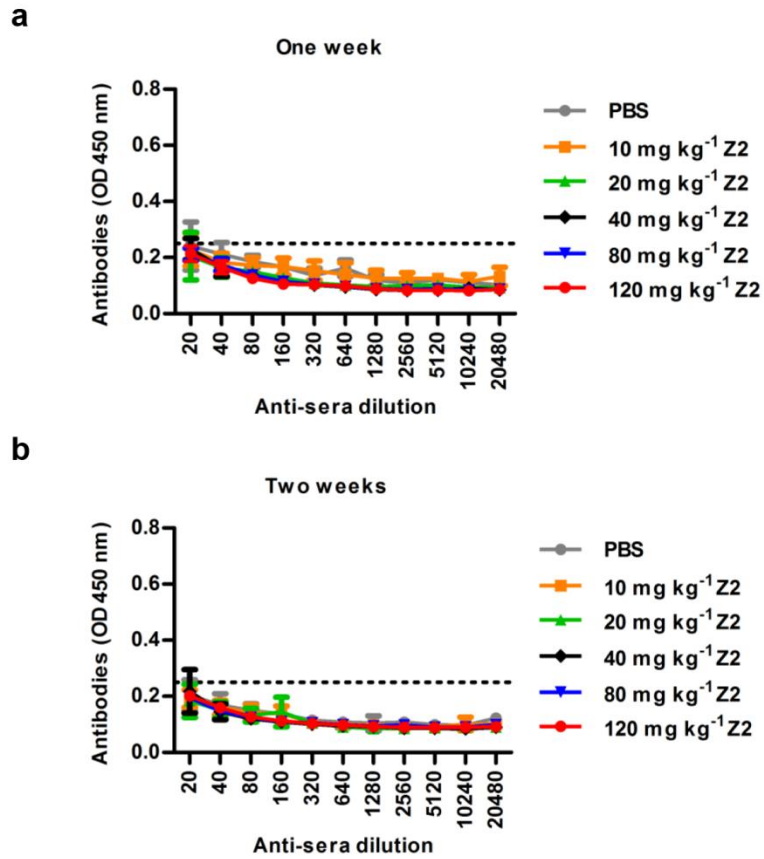 a
One week
Antibodies (OD 450 nm)
0.8
0.6
0.4
0.2
0.0
20
40
80
160
320
640
1280
2560
5120
10240
20480
Anti-sera dilution
PBS
10 mg kg⁻¹ Z2
20 mg kg⁻¹ Z2
40 mg kg⁻¹ Z2
80 mg kg⁻¹ Z2
120 mg kg⁻¹ Z2
b
Two weeks
Antibodies (OD 450 nm)
0.8
0.6
0.4
0.2
0.0
20
40
80
160
320
640
1280
2560
5120
10240
20480
Anti-sera dilution
PBS
10 mg kg⁻¹ Z2
20 mg kg⁻¹ Z2
40 mg kg⁻¹ Z2
80 mg kg⁻¹ Z2
120 mg kg⁻¹ Z2